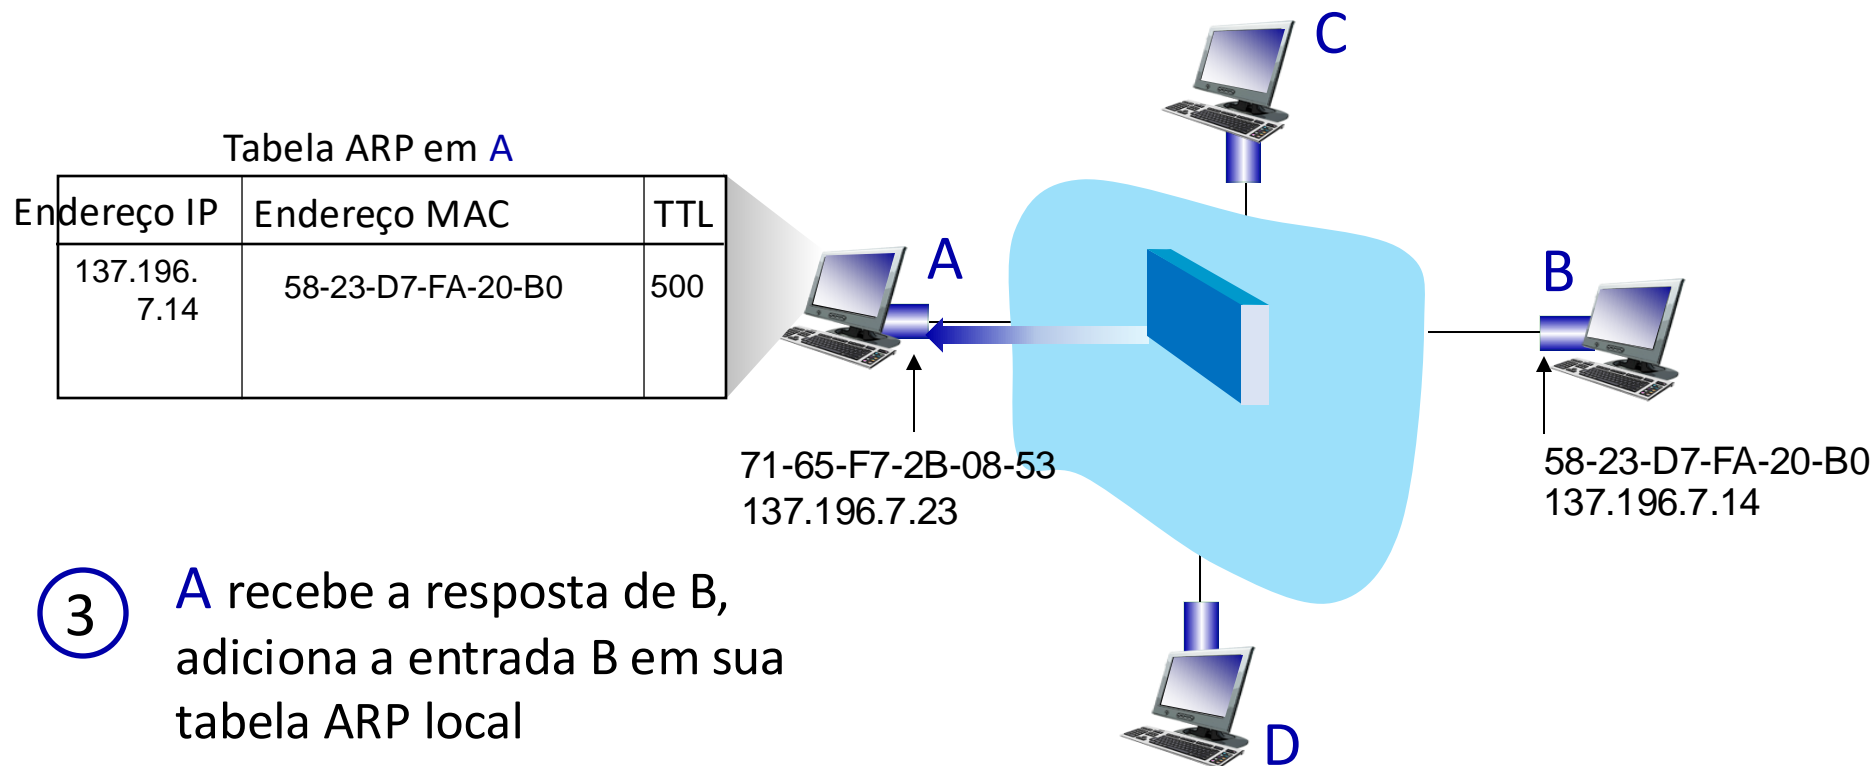 C
Tabela ARP em A
Endereço IP
Endereço MAC
TTL
137.196.
7.14
58-23-D7-FA-20-B0
500
A
B
71-65-F7-2B-08-53
137.196.7.23
58-23-D7-FA-20-B0
137.196.7.14
3
A recebe a resposta de B,
adiciona a entrada B em sua
tabela ARP local
D